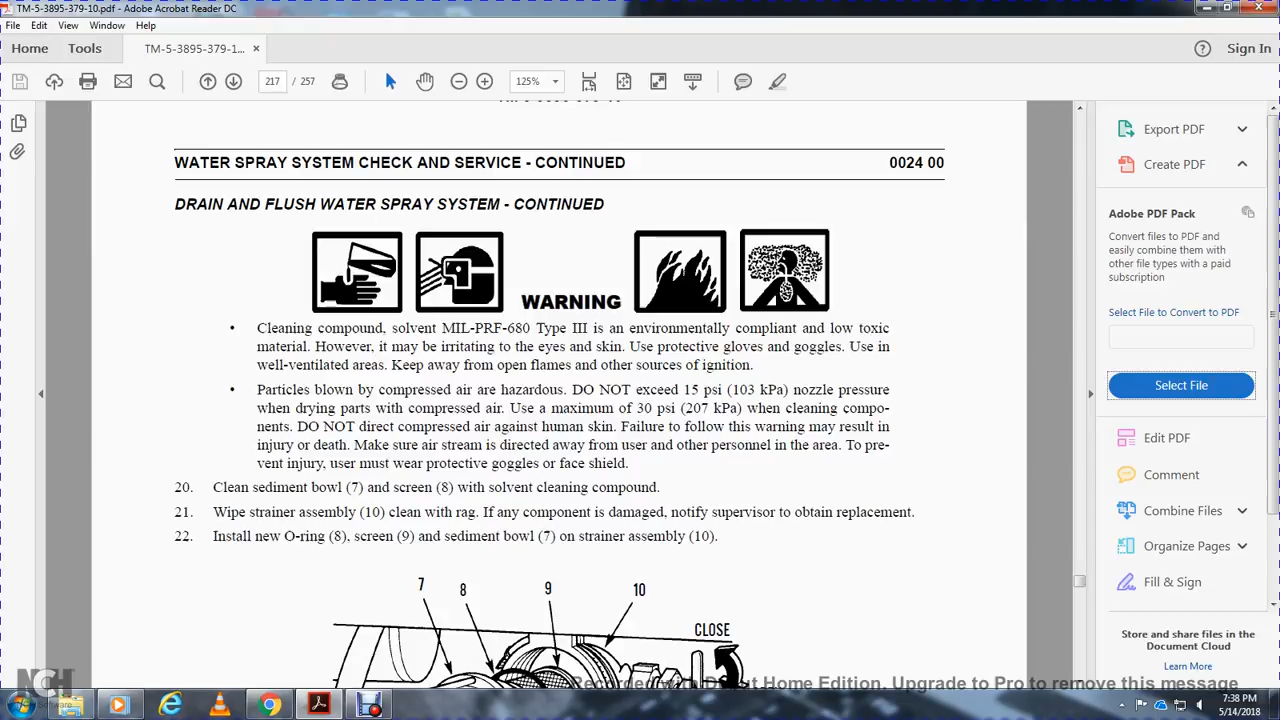 TM-5-3895-379-10.pdf - Adobe Acrobat Reader DC
File Edit View Window Help
Home Tools TM-5-3895-379-1... × Sign In
217 / 257 125%
WATER SPRAY SYSTEM CHECK AND SERVICE - CONTINUED 0024 00
DRAIN AND FLUSH WATER SPRAY SYSTEM - CONTINUED
WARNING
• Cleaning compound, solvent MIL-PRF-680 Type III is an environmentally compliant and low toxic
material. However, it may be irritating to the eyes and skin. Use protective gloves and goggles. Use in
well-ventilated areas. Keep away from open flames and other sources of ignition.
• Particles blown by compressed air are hazardous. DO NOT exceed 15 psi (103 kPa) nozzle pressure
when drying parts with compressed air. Use a maximum of 30 psi (207 kPa) when cleaning compo-
nents. DO NOT direct compressed air against human skin. Failure to follow this warning may result in
injury or death. Make sure air stream is directed away from user and other personnel in the area. To pre-
vent injury, user must wear protective goggles or face shield.
20. Clean sediment bowl (7) and screen (8) with solvent cleaning compound.
21. Wipe strainer assembly (10) clean with rag. If any component is damaged, notify supervisor to obtain replacement.
22. Install new O-ring (8), screen (9) and sediment bowl (7) on strainer assembly (10).
7 8 9 10
CLOSE
Export PDF
Create PDF
Adobe PDF Pack
Convert files to PDF and
easily combine them with
other file types with a paid
subscription
Select File to Convert to PDF
Select File
Edit PDF
Comment
Combine Files
Organize Pages
Fill & Sign
Store and share files in the
Document Cloud
Learn More
NCH
Software
Home Edition. Upgrade to Pro to remove this message
7:38 PM
5/14/2018